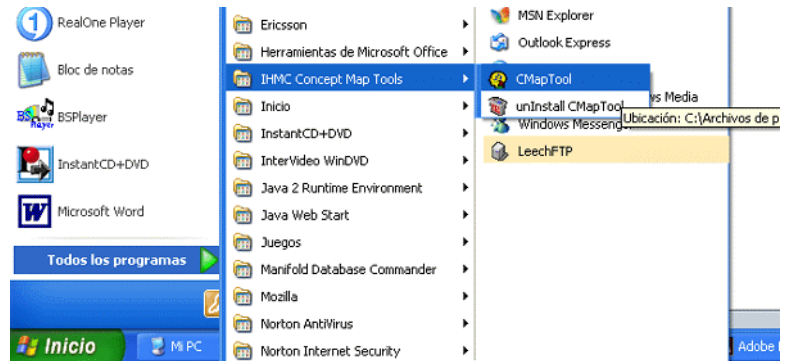 RealOne Player
Bloc de notas
BSPlayer
InstantCD+DVD
Microsoft Word
Todos los programas
Inicio
Mi PC
Ericsson
Herramientas de Microsoft Office
IHMC Concept Map Tools
Inicio
InstantCD+DVD
InterVideo WinDVD
Java 2 Runtime Environment
Java Web Start
Juegos
Manifold Database Commander
Mozilla
Norton AntiVirus
Norton Internet Security
MSN Explorer
Outlook Express
CMapTool
unInstall CMapTool
ws Media
Ubicación: C:\Archivos de p
Windows Messenger
LeechFTP
Adobe